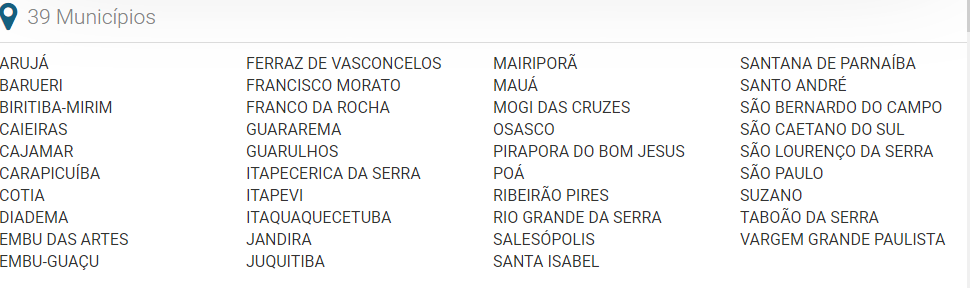 39 Municípios
ARUJÁ
BARUERI
BIRITIBA-MIRIM
CAIEIRAS
CAJAMAR
CARAPICUÍBA
COTIA
DIADEMA
EMBU DAS ARTES
EMBU-GUAÇU
FERRAZ DE VASCONCELOS
FRANCISCO MORATO
FRANCO DA ROCHA
GUARAREMA
GUARULHOS
ITAPECERICA DA SERRA
ITAPEVI
ITAQUAQUECETUBA
JANDIRA
JUQUITIBA
MAIRIPORÃ
MAUÁ
MOGI DAS CRUZES
OSASCO
PIRAPORA DO BOM JESUS
POÁ
RIBEIRÃO PIRES
RIO GRANDE DA SERRA
SALESÓPOLIS
SANTA ISABEL
SANTANA DE PARNAÍBA
SANTO ANDRÉ
SÃO BERNARDO DO CAMPO
SÃO CAETANO DO SUL
SÃO LOURENÇO DA SERRA
SÃO PAULO
SUZANO
TABOÃO DA SERRA
VARGEM GRANDE PAULISTA